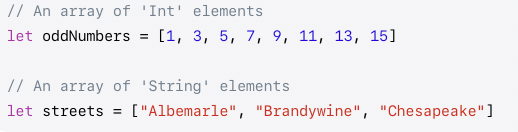 // An array of 'Int' elements
let oddNumbers = [1, 3, 5, 7, 9, 11, 13, 15]
// An array of 'String' elements
let streets = ["Albemarle", "Brandywine", "Chesapeake"]